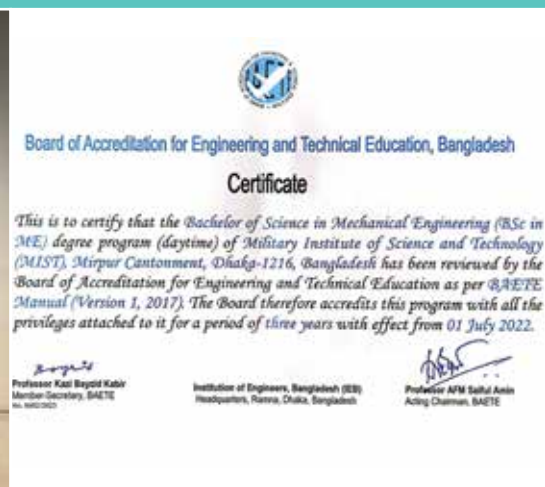 Board of Accreditation for Engineering and Technical Education, Bangladesh
Certificate
This is to certify that the Bachelor of Science in Mechanical Engineering (BSc in
ME) degree program (daytime) of Military Institute of Science and Technology
(MIST), Mirpur Cantonment, Dhaka-1216, Bangladesh has been reviewed by the
Board of Accreditation for Engineering and Technical Education as per BAETE
Manual (Version 1, 2017). The Board therefore accredits this program with all the
privileges attached to it for a period of three years with effect from 01 July 2022.
Professor Kazi Bayzid Kabir
Member-Secretary, BAETE
Institution of Engineers, Bangladesh (IEB)
Headquarters, Ramna, Dhaka, Bangladesh
Professor AFM Saiful Amin
Acting Chairman, BAETE